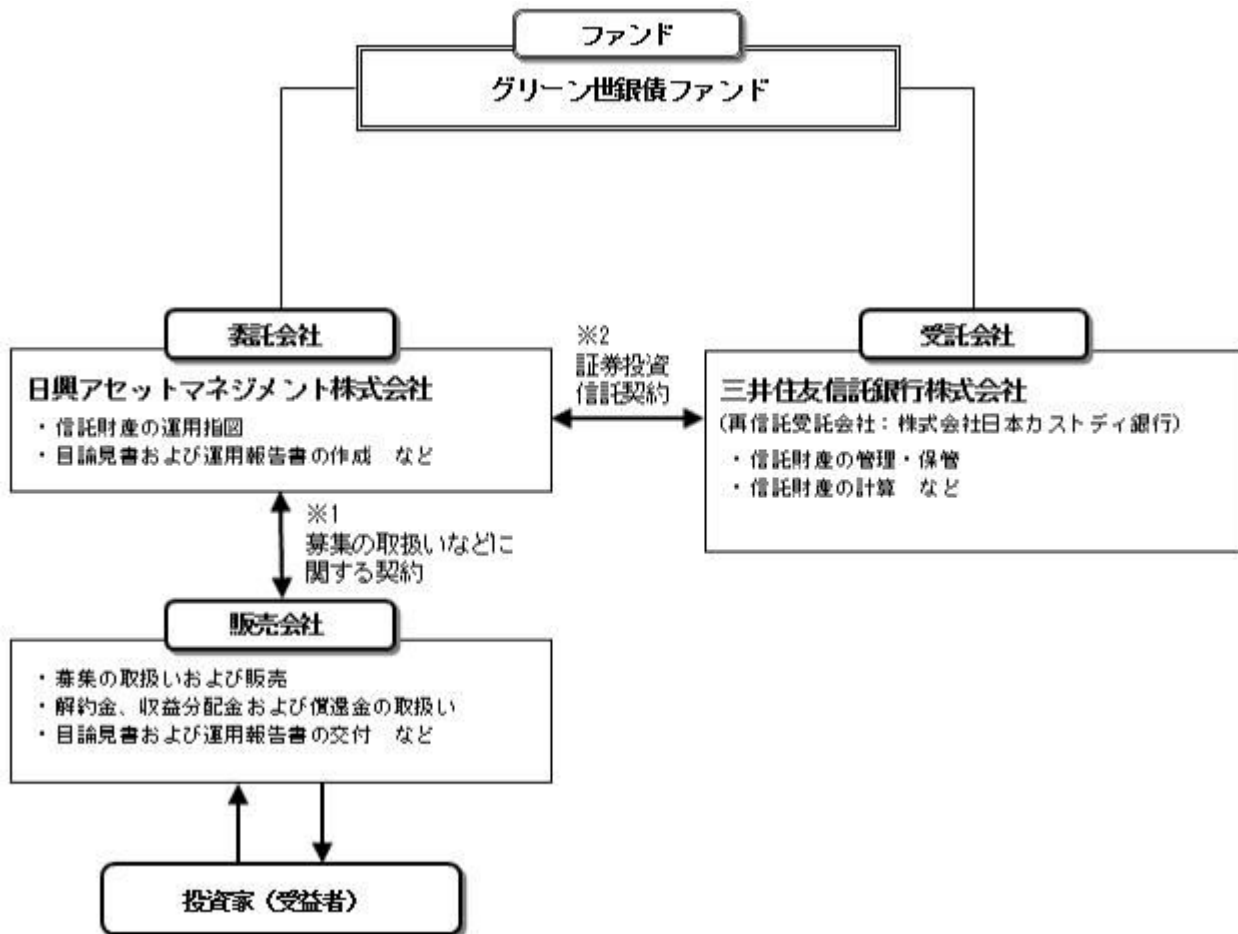 ファンド
グリーン世銀債ファンド
委託会社
日興アセットマネジメント株式会社
・信託財産の運用指図
・目論見書および運用報告書の作成　など
※2
証券投資
信託契約
受託会社
三井住友信託銀行株式会社
(再信託受託会社：株式会社日本カストディ銀行)
・信託財産の管理・保管
・信託財産の計算　など
※1
募集の取扱いなどに
関する契約
販売会社
・募集の取扱いおよび販売
・解約金、収益分配金および償還金の取扱い
・目論見書および運用報告書の交付　など
投資家（受益者）